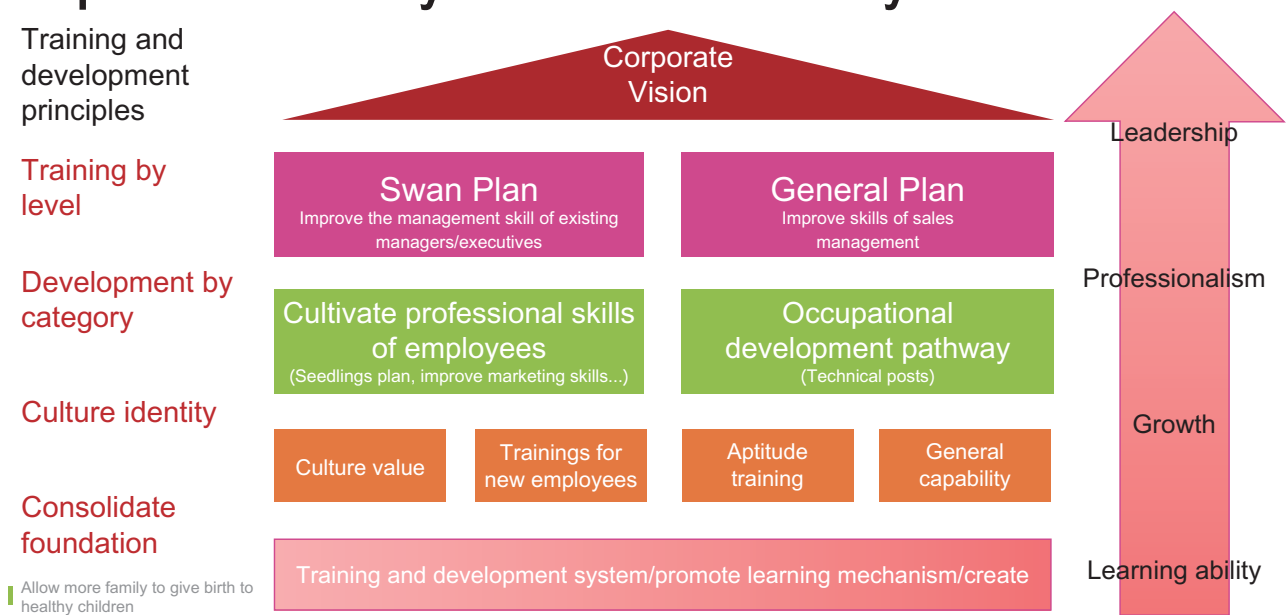 Training and
development
principles
Corporate
Vision
Leadership
Training by
level
Swan Plan
Improve the management skill of existing
managers/executives
General Plan
Improve skills of sales
management
Professionalism
Development by
category
Cultivate professional skills
of employees
(Seedlings plan, improve marketing skills...)
Occupational
development pathway
(Technical posts)
Culture identity
Growth
Culture value
Trainings for
new employees
Aptitude
training
General
capability
Consolidate
foundation
Training and development system/promote learning mechanism/create
Learning ability
Allow more family to give birth to
healthy children